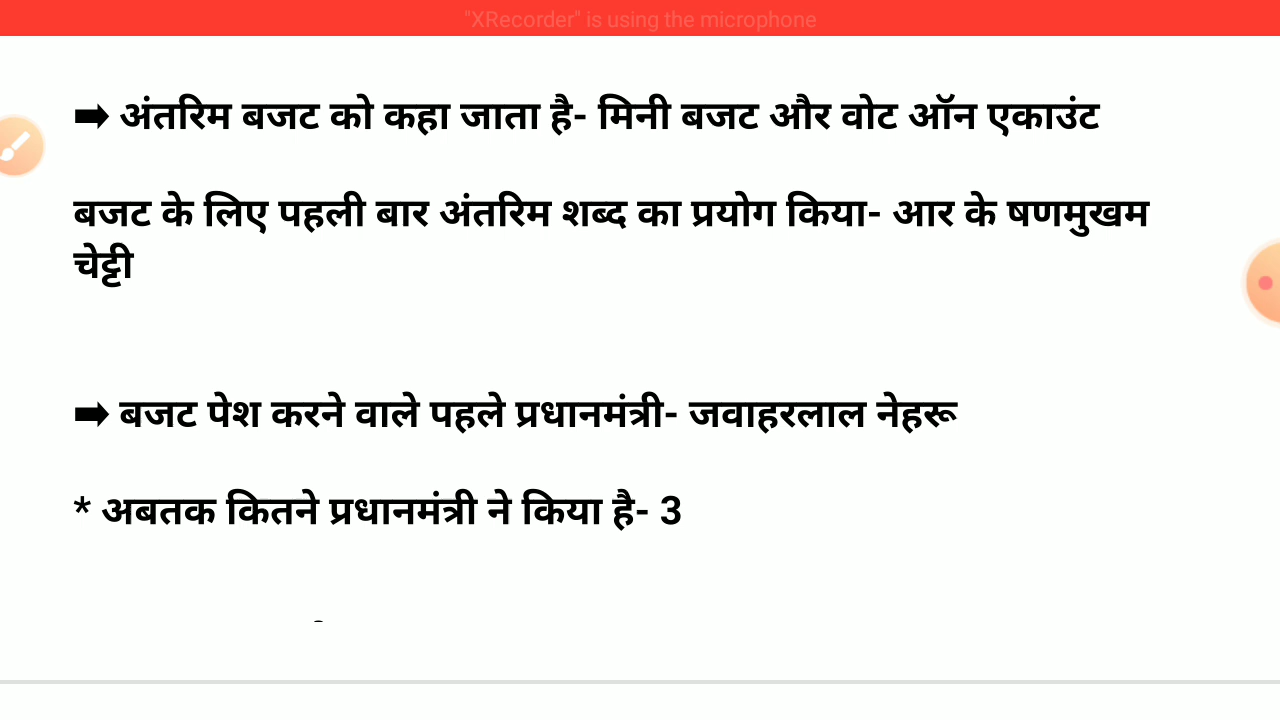 "XRecorder" is using the microphone
➡ अंतरिम बजट को कहा जाता है- मिनी बजट और वोट ऑन एकाउंट
बजट के लिए पहली बार अंतरिम शब्द का प्रयोग किया- आर के षणमुखम
चेट्टी
➡ बजट पेश करने वाले पहले प्रधानमंत्री- जवाहरलाल नेहरू
* अबतक कितने प्रधानमंत्री ने किया है- 3